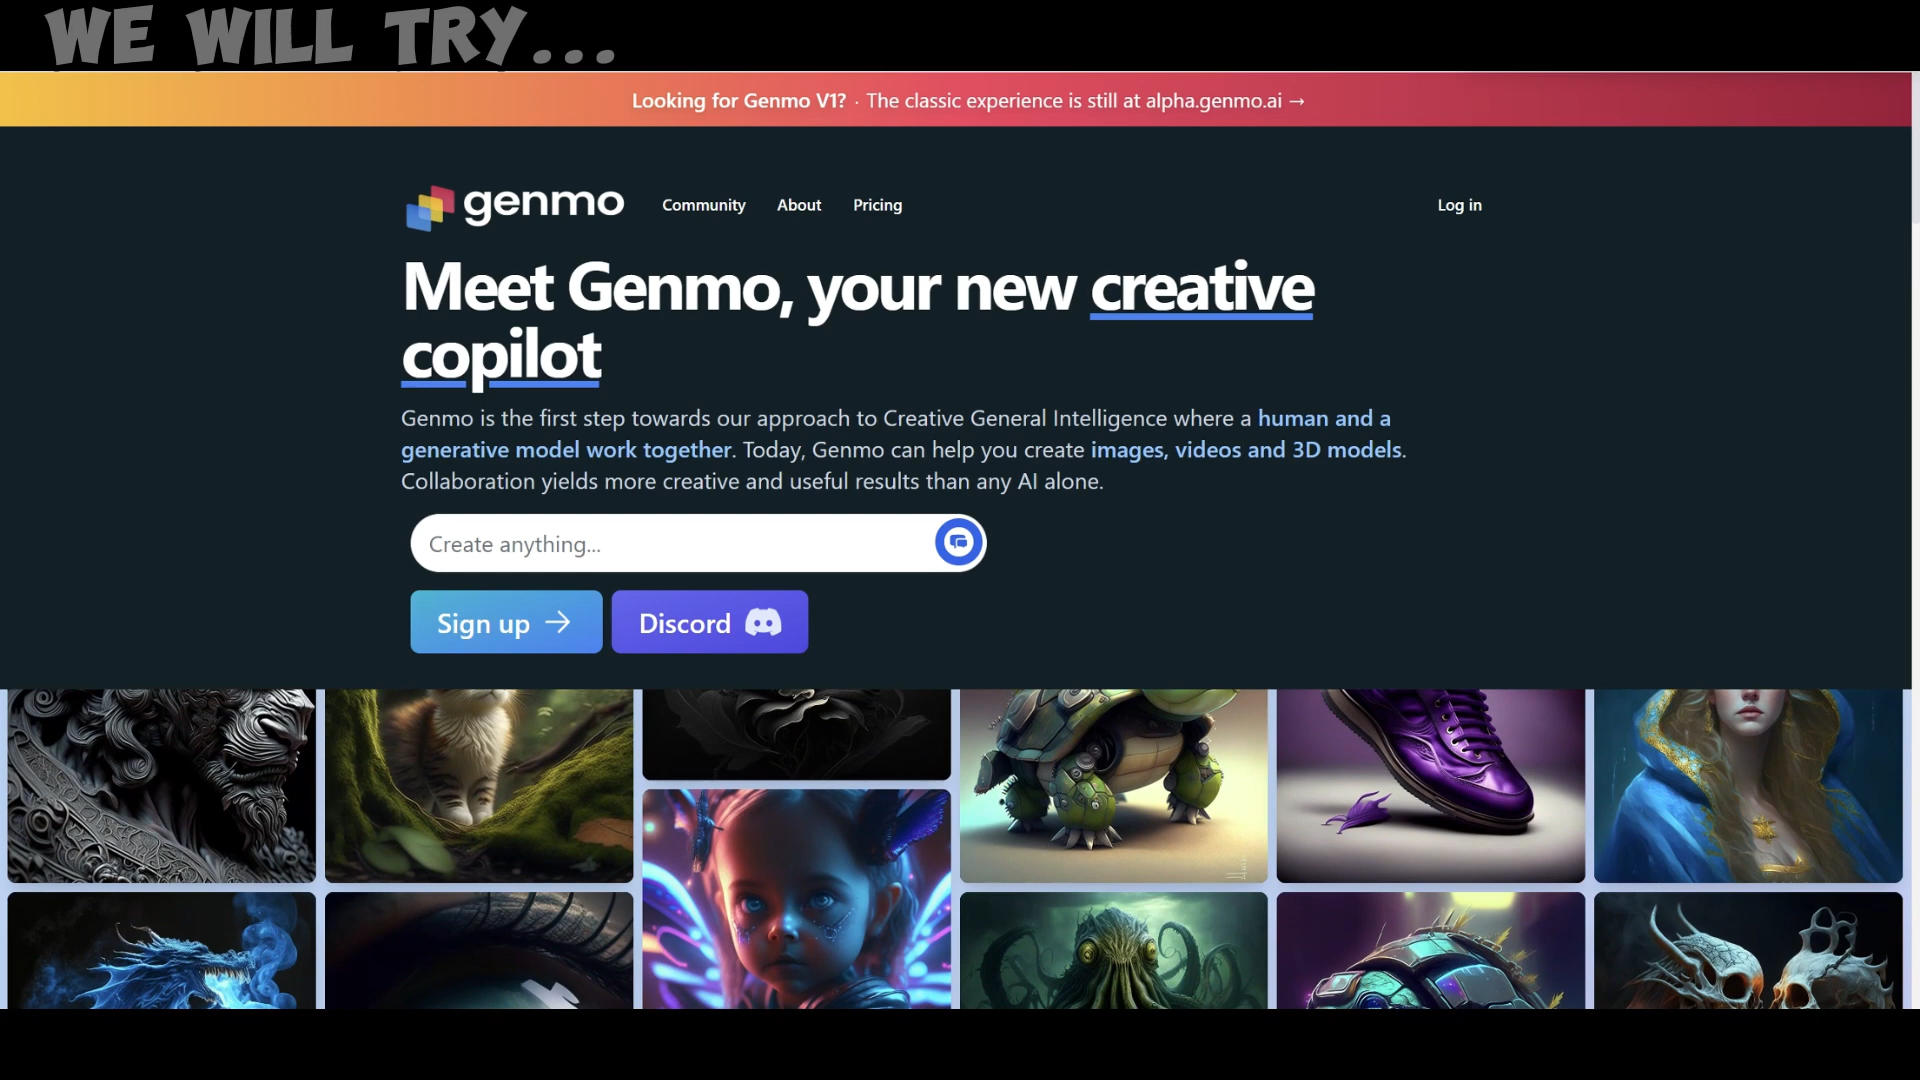 WE WILL TRY...
Looking for Genmo V1? · The classic experience is still at alpha.genmo.ai →
genmo Community About Pricing Log in
Meet Genmo, your new creative
copilot
Genmo is the first step towards our approach to Creative General Intelligence where a human and a
generative model work together. Today, Genmo can help you create images, videos and 3D models.
Collaboration yields more creative and useful results than any AI alone.
Create anything...
Sign up → Discord